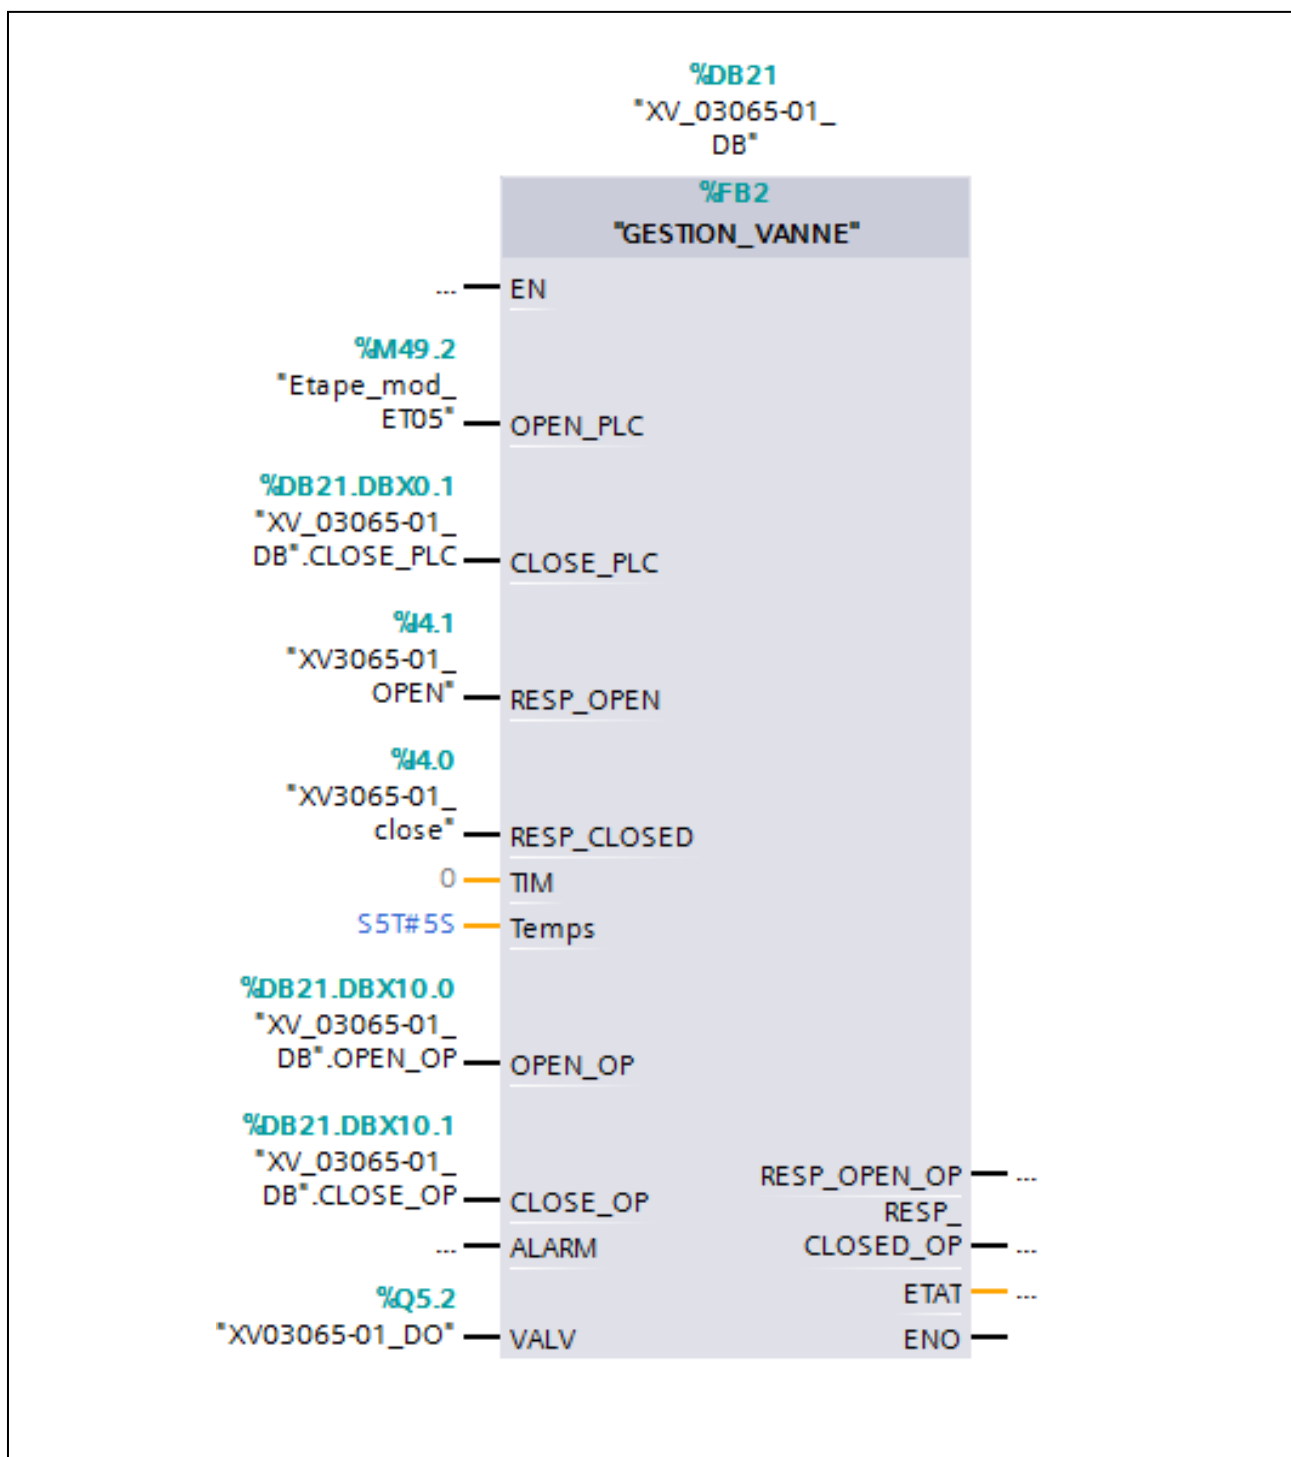 %DB21
"XV_03065-01_
DB"
%FB2
"GESTION_VANNE"
... EN
%M49.2
"Etape_mod_
ET05"
OPEN_PLC
%DB21.DBX0.1
"XV_03065-01_
DB".CLOSE_PLC
CLOSE_PLC
%I4.1
"XV3065-01_
OPEN"
RESP_OPEN
%I4.0
"XV3065-01_
close"
RESP_CLOSED
0 TIM
S5T#5S Temps
%DB21.DBX10.0
"XV_03065-01_
DB".OPEN_OP
OPEN_OP
%DB21.DBX10.1
"XV_03065-01_
DB".CLOSE_OP
CLOSE_OP
... ALARM
%Q5.2
"XV03065-01_DO"
VALV
RESP_OPEN_OP ...
RESP_
CLOSED_OP ...
ETAT ...
ENO